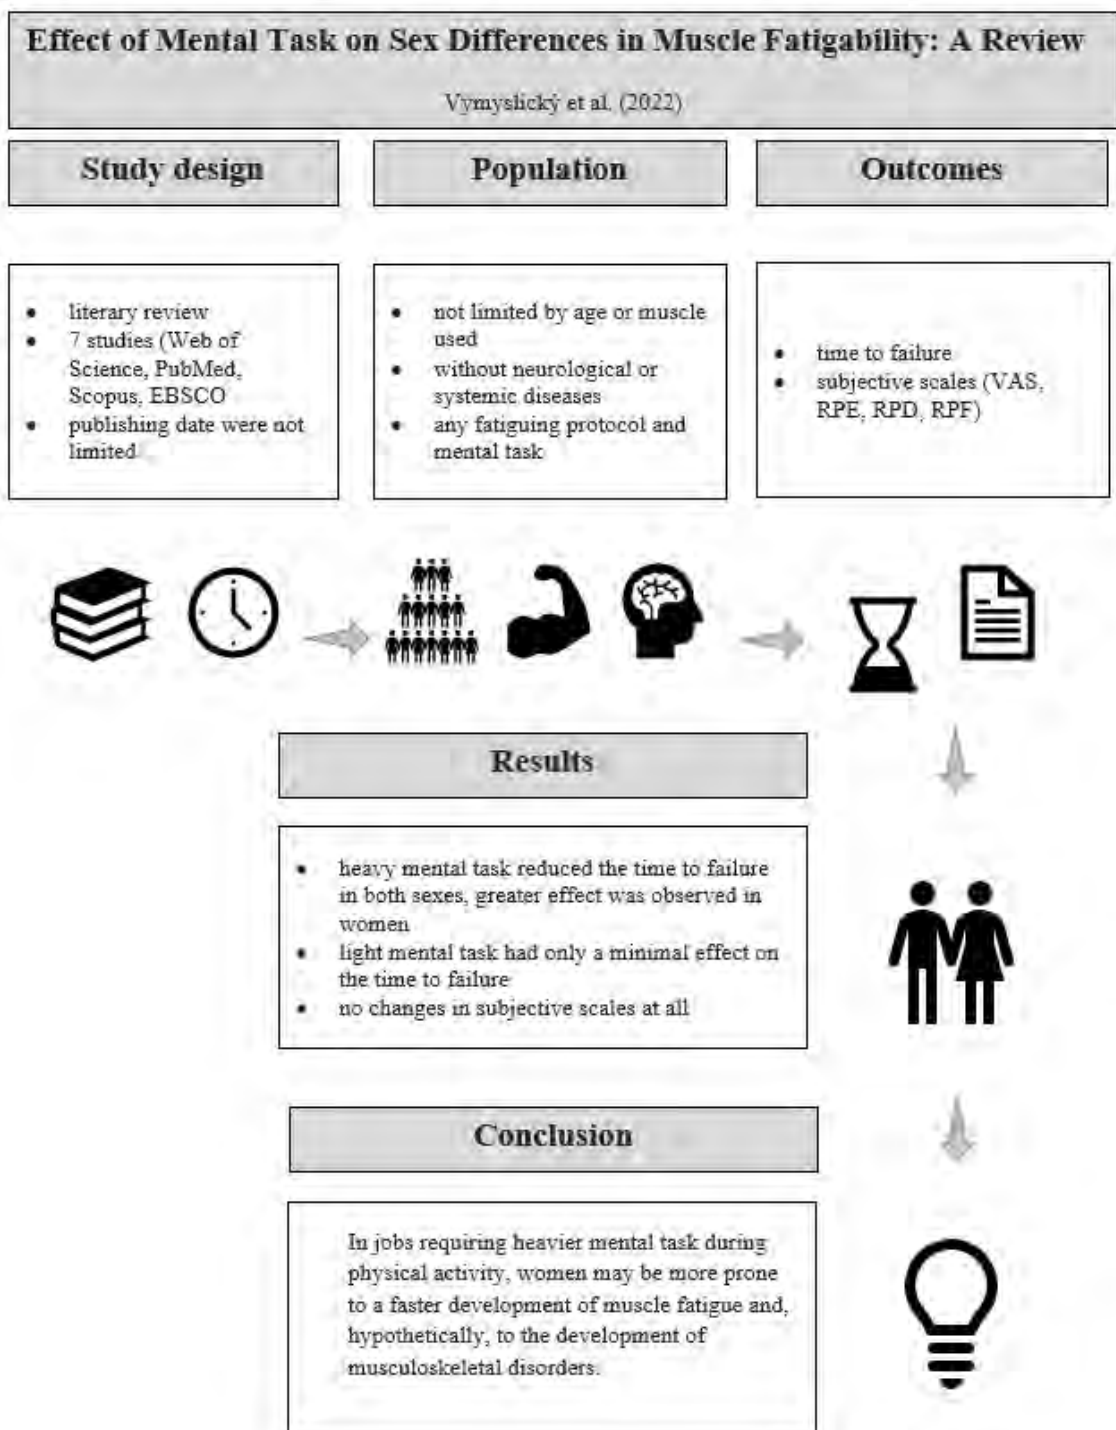 Effect of Mental Task on Sex Differences in Muscle Fatigability: A Review
Vymyslický et al. (2022)
Study design
Population
Outcomes
• literary review
• 7 studies (Web of
Science, PubMed,
Scopus, EBSCO
• publishing date were not
limited
• not limited by age or muscle
used
• without neurological or
systemic diseases
• any fatiguing protocol and
mental task
• time to failure
• subjective scales (VAS,
RPE, RPD, RPF)
Results
• heavy mental task reduced the time to failure
in both sexes, greater effect was observed in
women
• light mental task had only a minimal effect on
the time to failure
• no changes in subjective scales at all
Conclusion
In jobs requiring heavier mental task during
physical activity, women may be more prone
to a faster development of muscle fatigue and,
hypothetically, to the development of
musculoskeletal disorders.